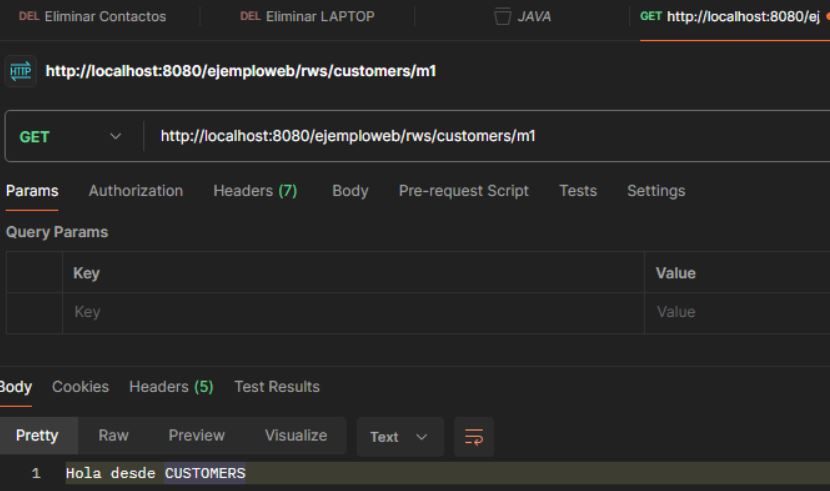 DEL Eliminar Contactos DEL Eliminar LAPTOP JAVA GET http://localhost:8080/ej
HTTP http://localhost:8080/ejemploweb/rws/customers/m1
GET http://localhost:8080/ejemploweb/rws/customers/m1
Params Authorization Headers (7) Body Pre-request Script Tests Settings
Query Params
Key Value
Key Value
Body Cookies Headers (5) Test Results
Pretty Raw Preview Visualize Text
1 Hola desde CUSTOMERS